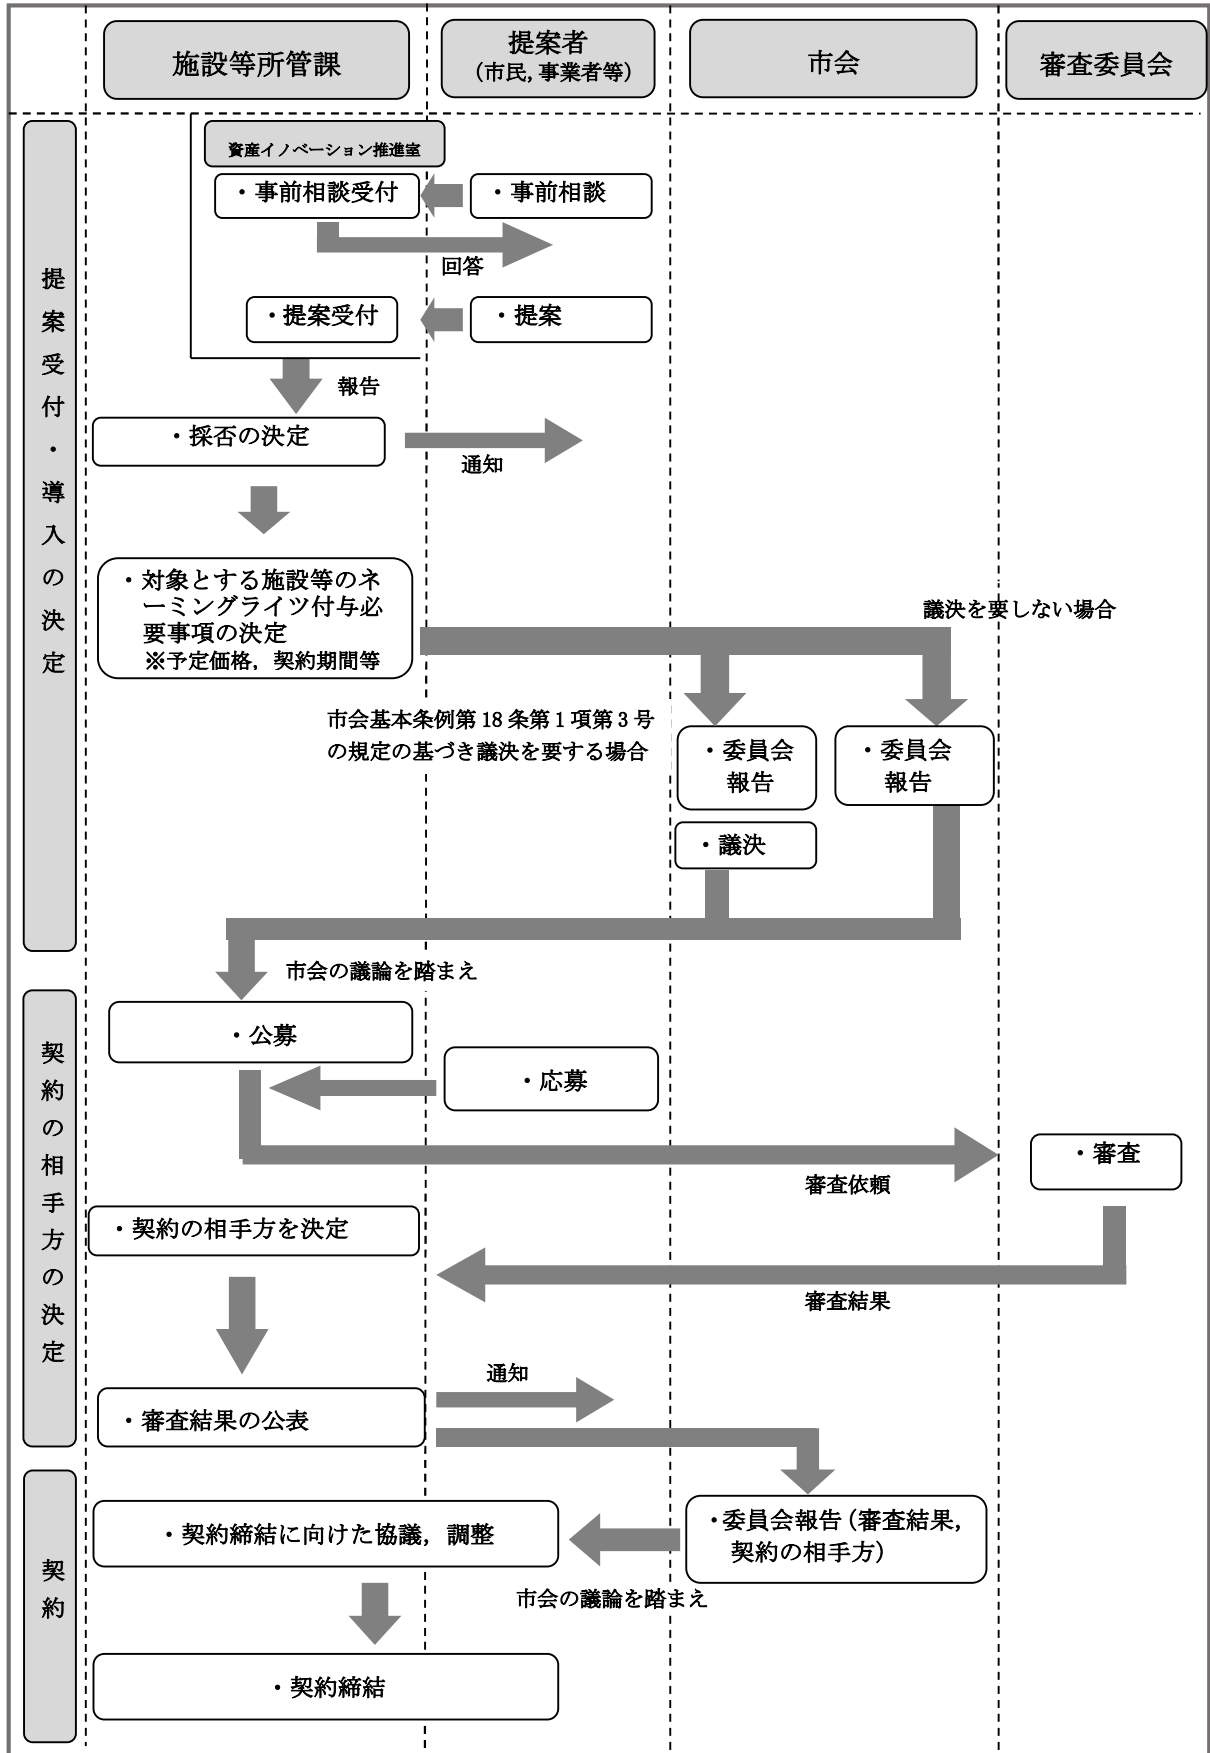 施設等所管課
提案者
（市民,事業者等）
市会
審査委員会
提案受付・導入の決定
資産イノベーション推進室
・事前相談受付
・事前相談
回答
・提案受付
・提案
報告
・採否の決定
通知
・対象とする施設等のネ
ーミングライツ付与必
要事項の決定
※予定価格，契約期間等
議決を要しない場合
市会基本条例第 18 条第 1 項第 3 号
の規定の基づき議決を要する場合
・委員会
報告
・委員会
報告
・議決
市会の議論を踏まえ
契約の相手方の決定
・公募
・応募
・審査
審査依頼
・契約の相手方を決定
審査結果
通知
・審査結果の公表
契約
・契約締結に向けた協議，調整
・委員会報告（審査結果，
契約の相手方）
市会の議論を踏まえ
・契約締結